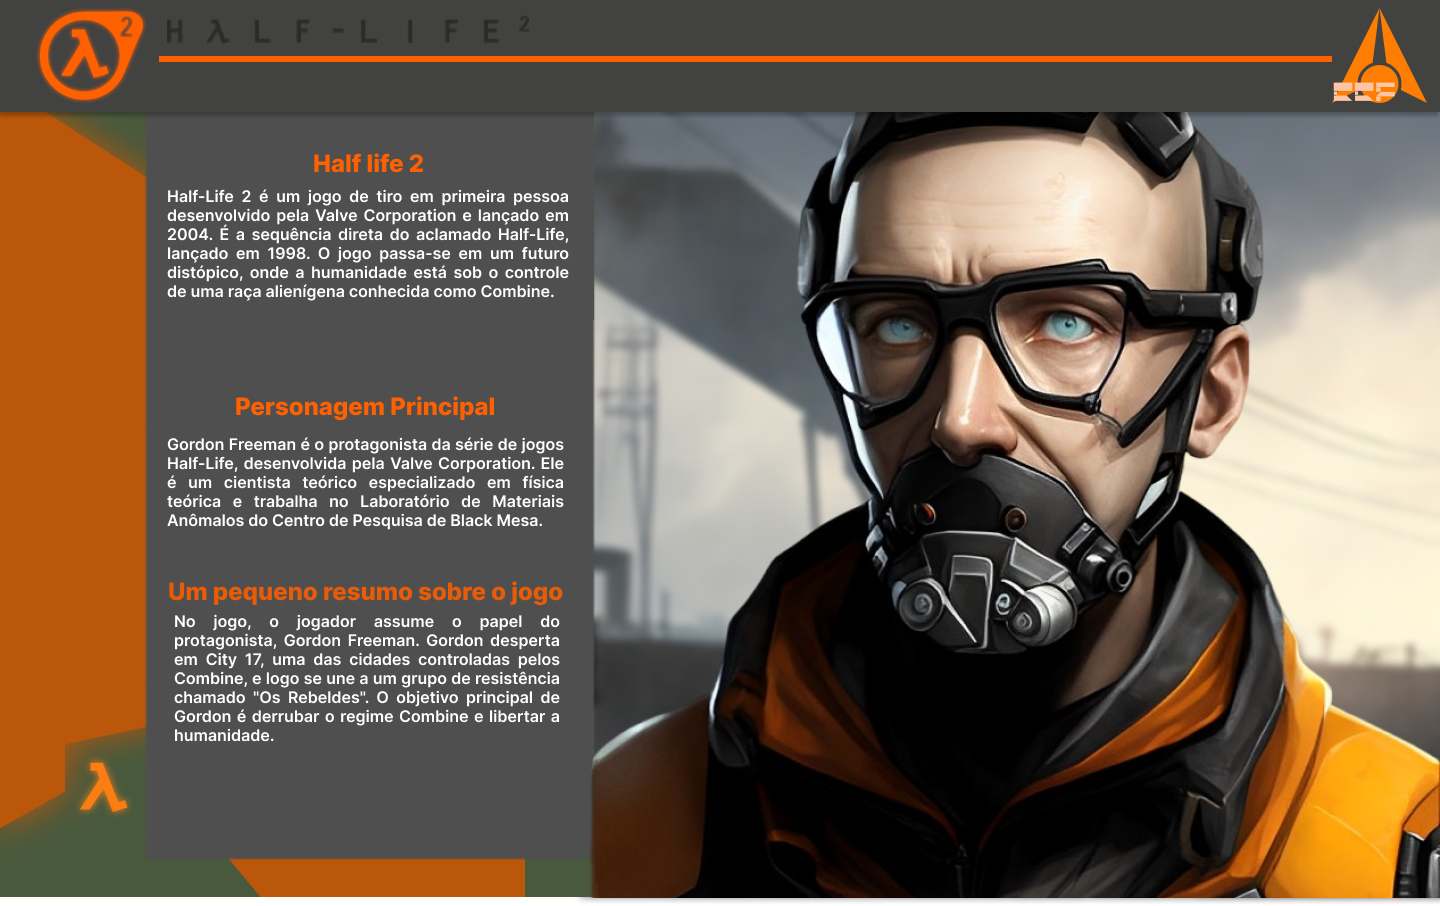 HλLF-LIFE²
λ²
Half life 2
Half-Life 2 é um jogo de tiro em primeira pessoa
desenvolvido pela Valve Corporation e lançado em
2004. É a sequência direta do aclamado Half-Life,
lançado em 1998. O jogo passa-se em um futuro
distópico, onde a humanidade está sob o controle
de uma raça alienígena conhecida como Combine.
Personagem Principal
Gordon Freeman é o protagonista da série de jogos
Half-Life, desenvolvida pela Valve Corporation. Ele
é um cientista teórico especializado em física
teórica e trabalha no Laboratório de Materiais
Anômalos do Centro de Pesquisa de Black Mesa.
Um pequeno resumo sobre o jogo
No jogo, o jogador assume o papel do
protagonista, Gordon Freeman. Gordon desperta
em City 17, uma das cidades controladas pelos
Combine, e logo se une a um grupo de resistência
chamado "Os Rebeldes". O objetivo principal de
Gordon é derrubar o regime Combine e libertar a
humanidade.
λ